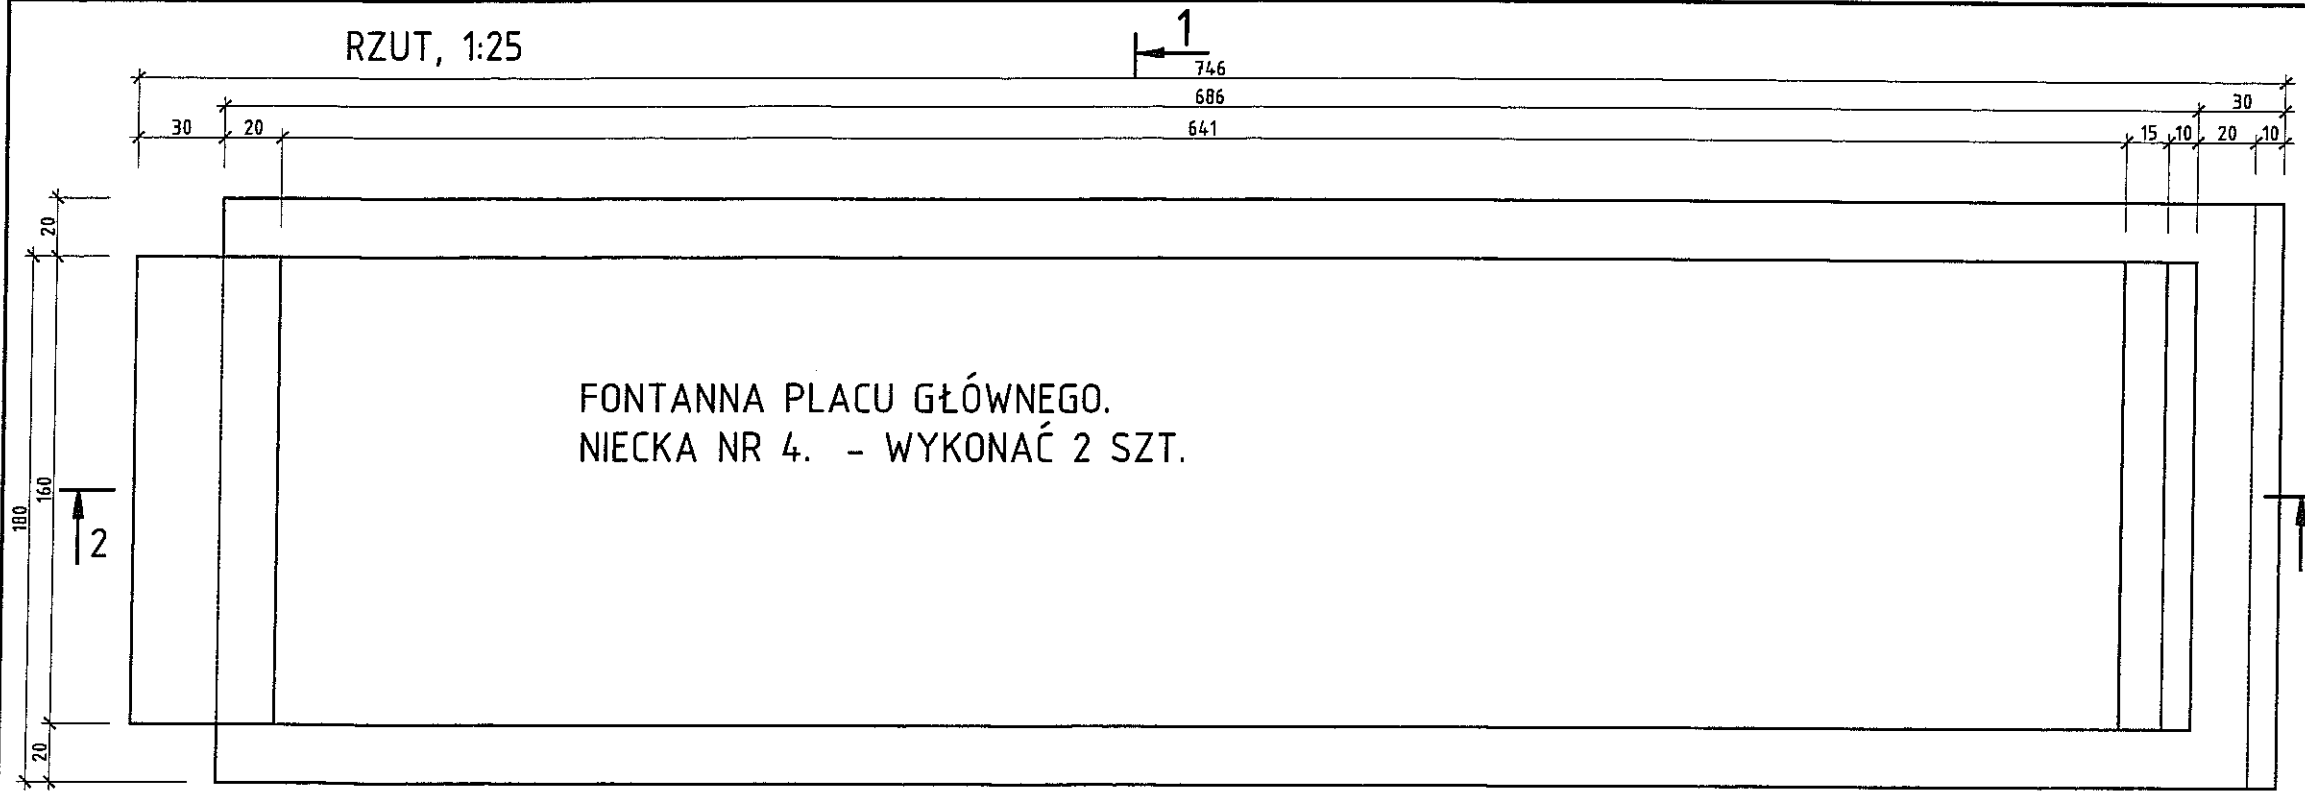 RZUT, 1:25
1
746
686
30
30 20 641 15 10 20 10
20
FONTANNA PLACU GŁÓWNEGO.
NIECKA NR 4. - WYKONAĆ 2 SZT.
160
180
2
20